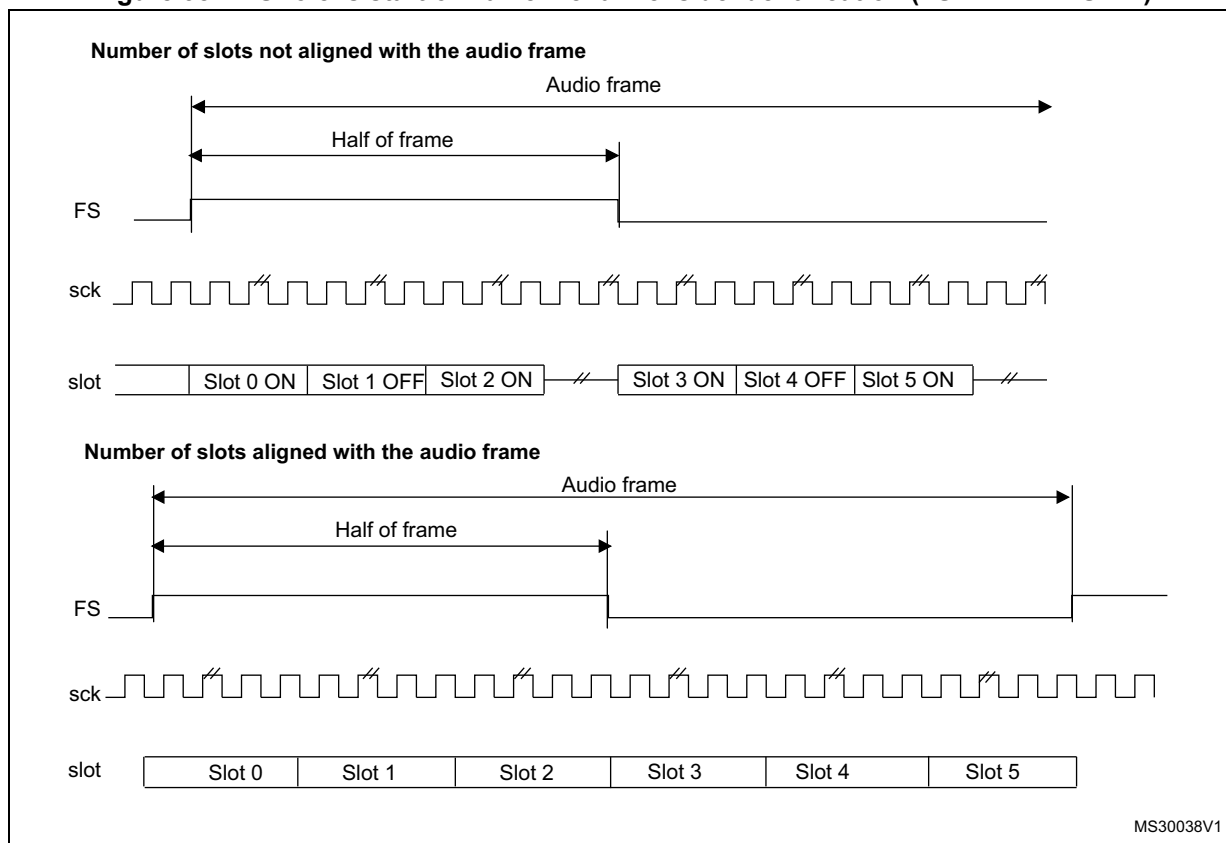 Number of slots not aligned with the audio frame
Audio frame
Half of frame
FS
sck
slot
Slot 0 ON
Slot 1 OFF
Slot 2 ON
Slot 3 ON
Slot 4 OFF
Slot 5 ON
Number of slots aligned with the audio frame
Audio frame
Half of frame
FS
sck
slot
Slot 0
Slot 1
Slot 2
Slot 3
Slot 4
Slot 5
MS30038V1